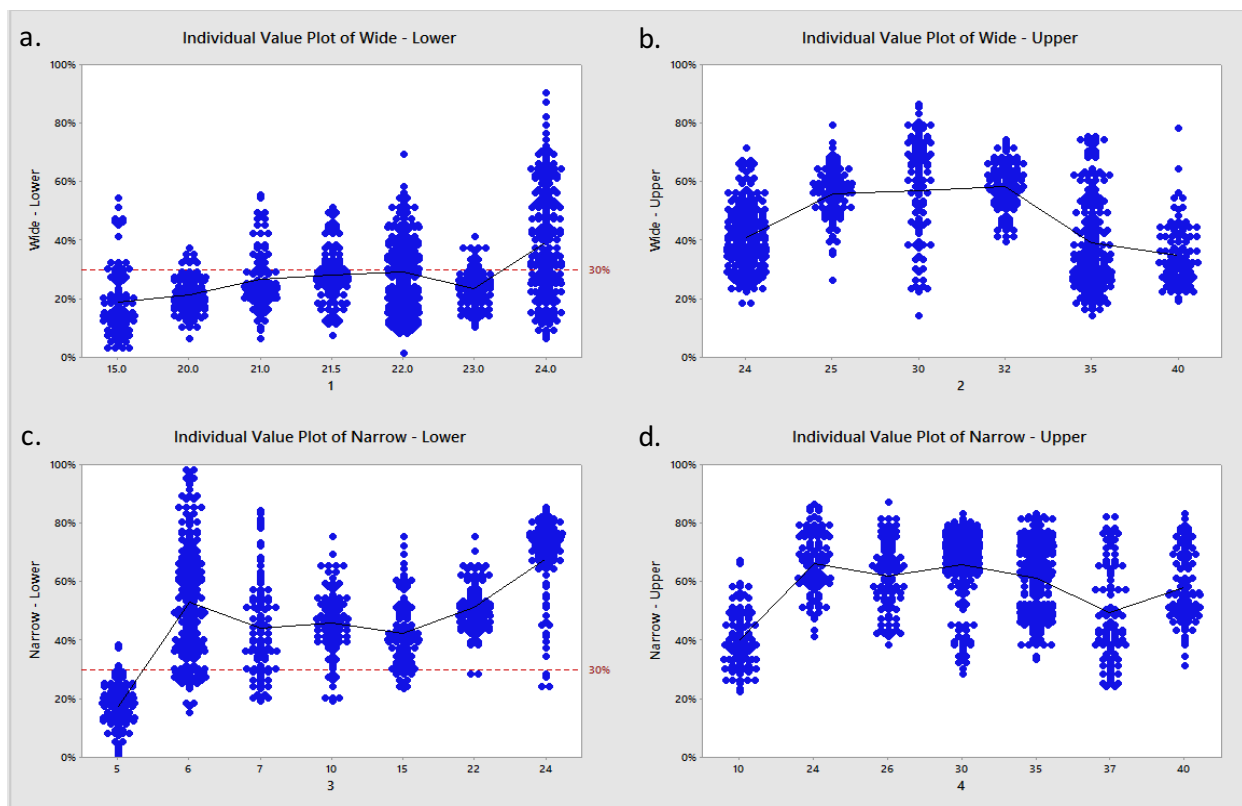 a.
Individual Value Plot of Wide - Lower
Wide - Lower
100%
80%
60%
40%
20%
0%
30%
15.0 20.0 21.0 21.5 22.0 23.0 24.0
1
b.
Individual Value Plot of Wide - Upper
Wide - Upper
100%
80%
60%
40%
20%
0%
24 25 30 32 35 40
2
c.
Individual Value Plot of Narrow - Lower
Narrow - Lower
100%
80%
60%
40%
20%
0%
30%
5 6 7 10 15 22 24
3
d.
Individual Value Plot of Narrow - Upper
Narrow - Upper
100%
80%
60%
40%
20%
0%
10 24 26 30 35 37 40
4